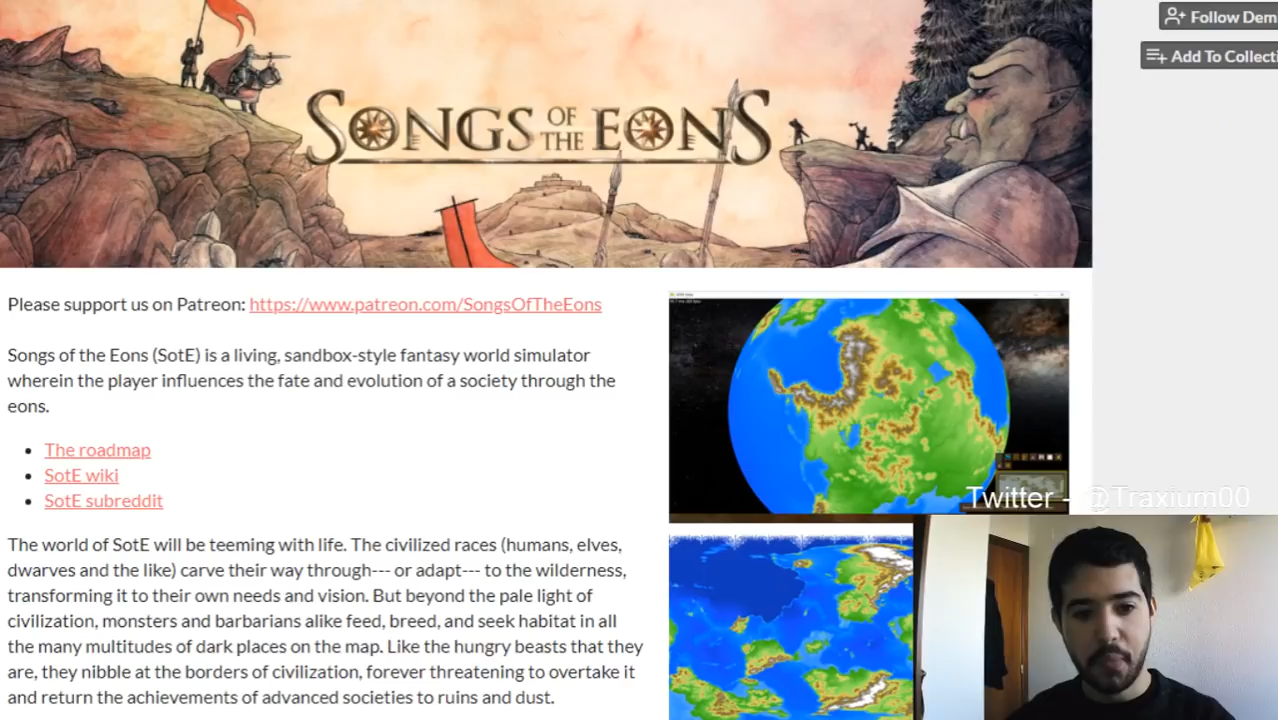 Follow Dem
Add To Collecti
SONGS OF THE EONS
Please support us on Patreon: https://www.patreon.com/SongsOfTheEons
Songs of the Eons (SotE) is a living, sandbox-style fantasy world simulator
wherein the player influences the fate and evolution of a society through the
eons.
• The roadmap
• SotE wiki
• SotE subreddit
The world of SotE will be teeming with life. The civilized races (humans, elves,
dwarves and the like) carve their way through--- or adapt--- to the wilderness,
transforming it to their own needs and vision. But beyond the pale light of
civilization, monsters and barbarians alike feed, breed, and seek habitat in all
the many multitudes of dark places on the map. Like the hungry beasts that they
are, they nibble at the borders of civilization, forever threatening to overtake it
and return the achievements of advanced societies to ruins and dust.
Twitter - @Traxium00